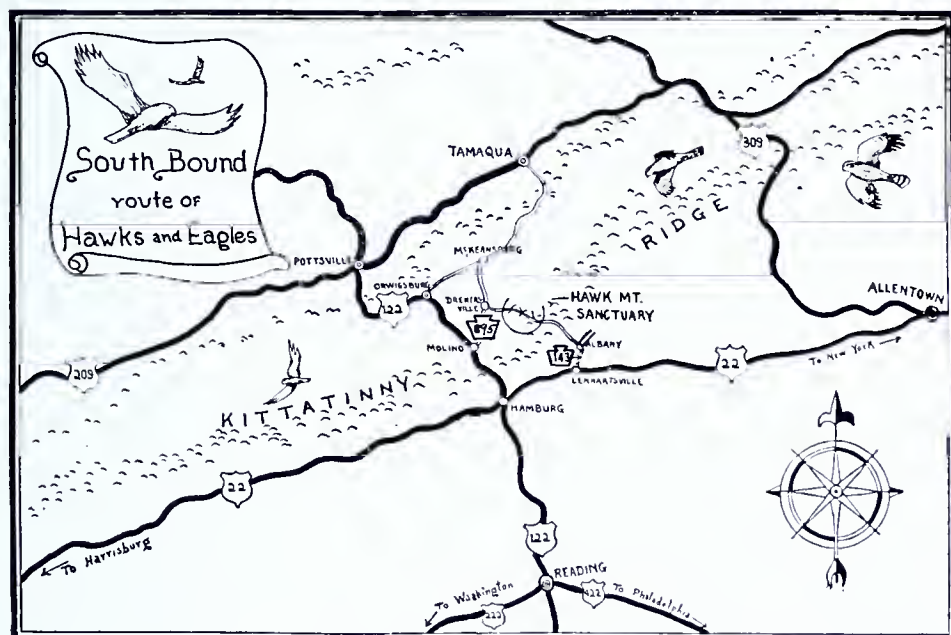 South Bound
route of
Hawks and Eagles
TAMAQUA
309
RIDGE
MCKEANSBURG
POTTSVILLE
ORWIGSBURG
122
DREHERS
VILLE
895
HAWK MT.
SANCTUARY
ALLENTOWN
MOLINO
ALBANY
143
22
To New York
LENHARTSVILLE
209
KITTATINNY
HAMBURG
22
To Harrisburg
122
READING
To Washington
222
422
To Philadelphia